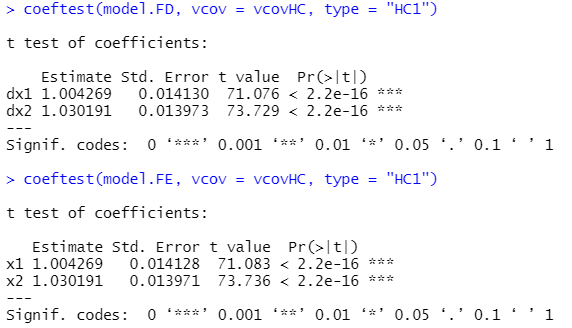 > coeftest(model.FD, vcov = vcovHC, type = "HC1")
t test of coefficients:
Estimate Std. Error t value Pr(>|t|)
dx1 1.004269 0.014130 71.076 < 2.2e-16 ***
dx2 1.030191 0.013973 73.729 < 2.2e-16 ***
---
Signif. codes: 0 ‘***’ 0.001 ‘**’ 0.01 ‘*’ 0.05 ‘.’ 0.1 ‘ ’ 1
> coeftest(model.FE, vcov = vcovHC, type = "HC1")
t test of coefficients:
Estimate Std. Error t value Pr(>|t|)
x1 1.004269 0.014128 71.083 < 2.2e-16 ***
x2 1.030191 0.013971 73.736 < 2.2e-16 ***
---
Signif. codes: 0 ‘***’ 0.001 ‘**’ 0.01 ‘*’ 0.05 ‘.’ 0.1 ‘ ’ 1